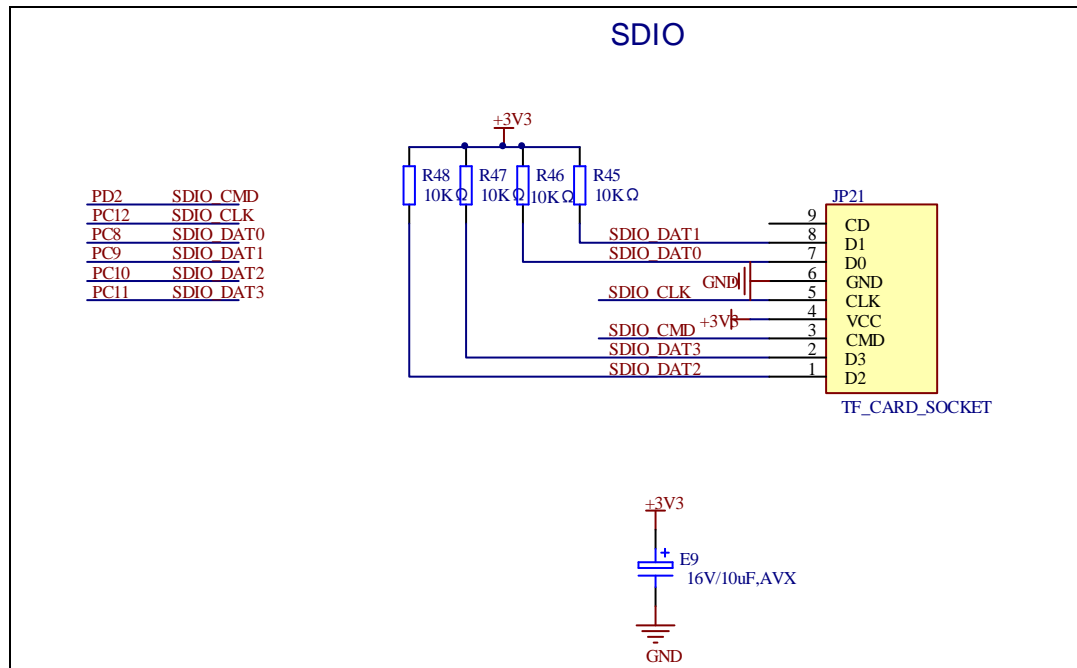 SDIO
+3V3
R48 R47 R46 R45
10KΩ 10KΩ 10KΩ 10KΩ
PD2 SDIO_CMD
PC12 SDIO_CLK
PC8 SDIO_DAT0
PC9 SDIO_DAT1
PC10 SDIO_DAT2
PC11 SDIO_DAT3
JP21
9 CD
SDIO_DAT1 8 D1
SDIO_DAT0 7 D0
GND 6 GND
SDIO_CLK 5 CLK
+3V3 4 VCC
SDIO_CMD 3 CMD
SDIO_DAT3 2 D3
SDIO_DAT2 1 D2
TF_CARD_SOCKET
+3V3
+
E9
16V/10uF,AVX
GND